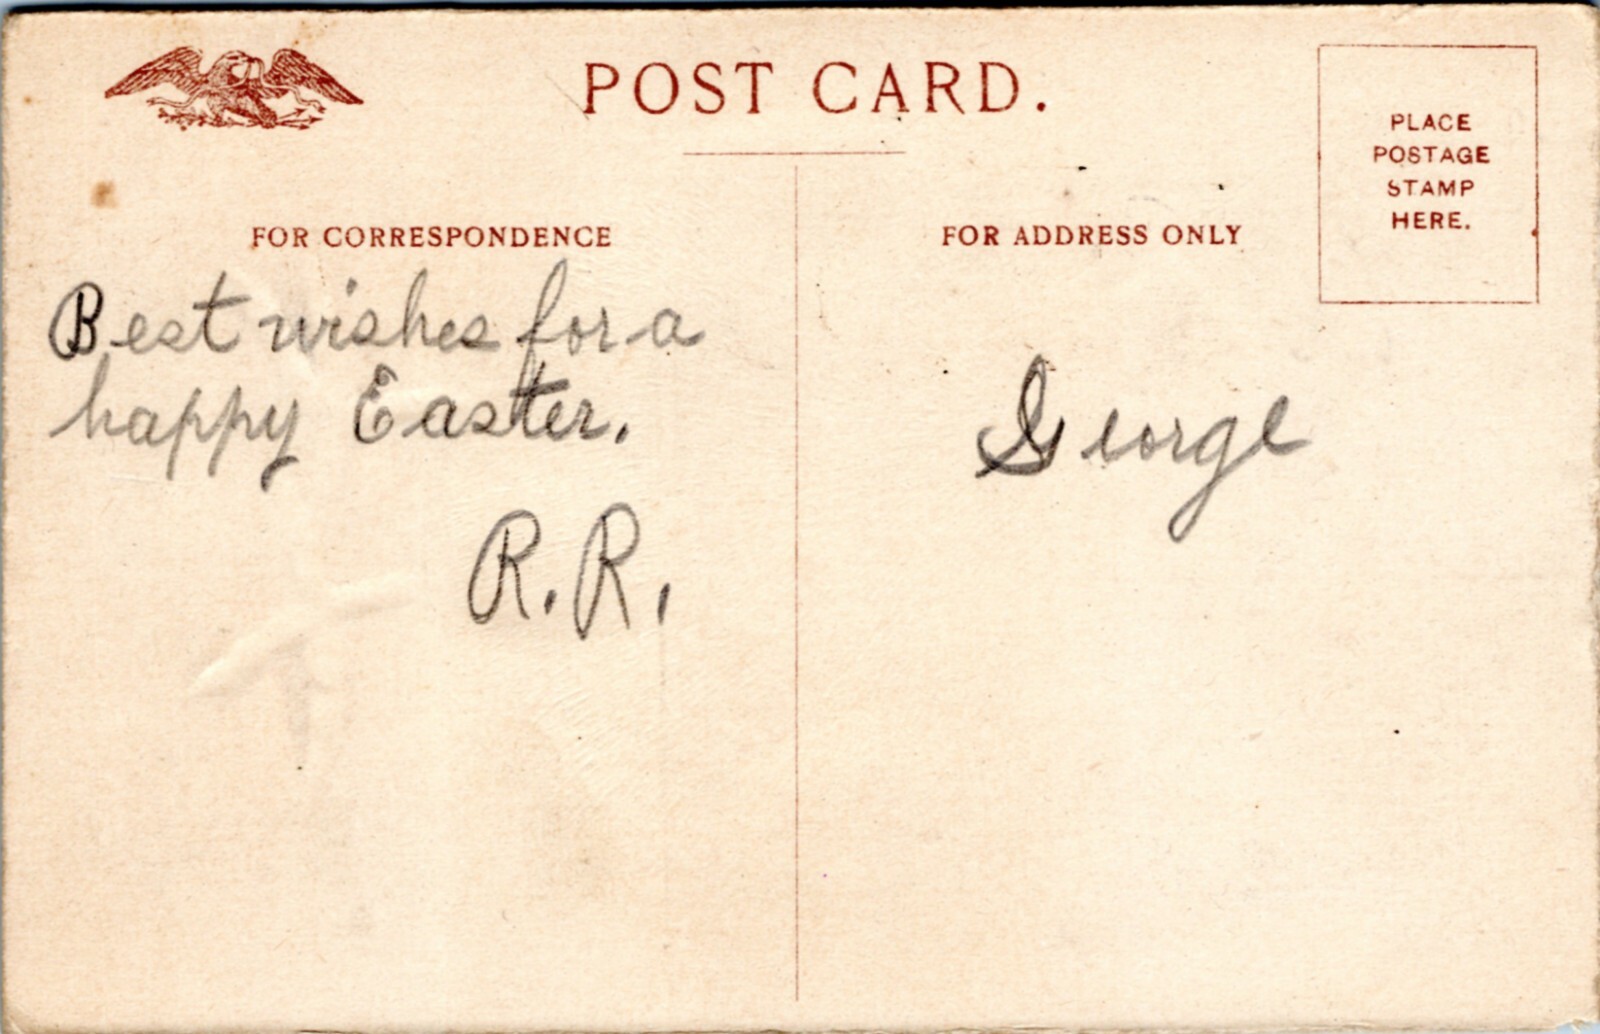 POST CARD.
PLACE
POSTAGE
STAMP
HERE.
FOR CORRESPONDENCE
Best wishes for a
happy Easter.
R.R.
FOR ADDRESS ONLY
George